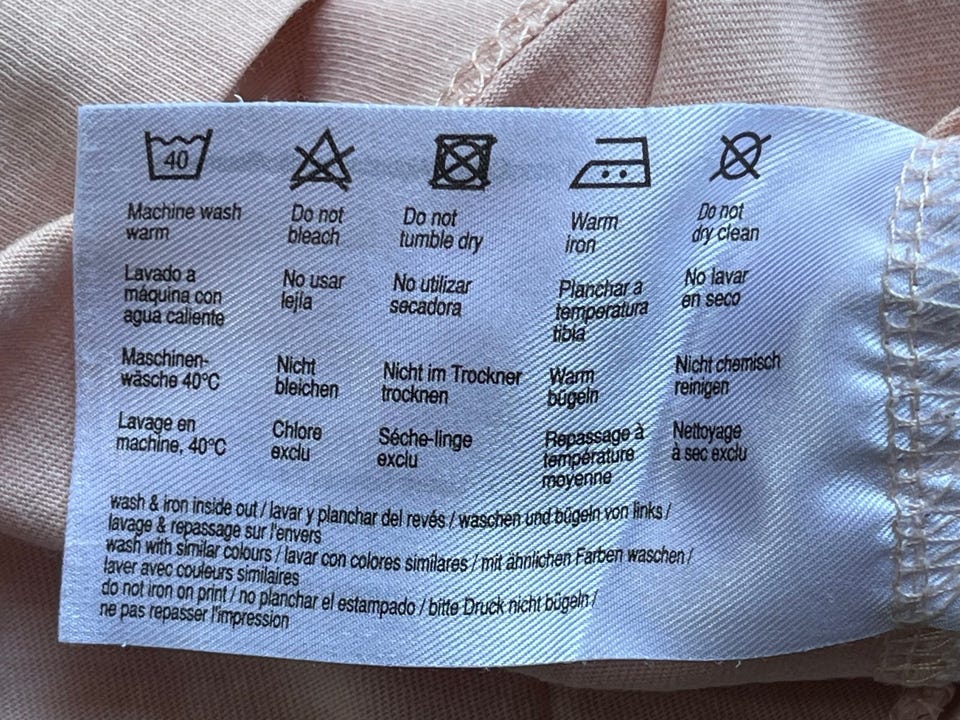 40
Machine wash
warm
Do not
bleach
Do not
tumble dry
Warm
iron
Do not
dry clean
Lavado a
máquina con
agua caliente
No usar
lejía
No utilizar
secadora
Planchar a
temperatura
tibia
No lavar
en seco
Maschinen-
wäsche 40°C
Nicht
bleichen
Nicht im Trockner
trocknen
Warm
bügeln
Nicht chemisch
reinigen
Lavage en
machine, 40°C
Chlore
exclu
Séche-linge
exclu
Repassage à
température
moyenne
Nettoyage
à sec exclu
wash & iron inside out / lavar y planchar del revés / waschen und bügeln von links /
lavage & repassage sur l'envers
wash with similar colours / lavar con colores similares / mit ähnlichen Farben waschen /
laver avec couleurs similaires
do not iron on print / no planchar el estampado / bitte Druck nicht bügeln /
ne pas repasser l'impression